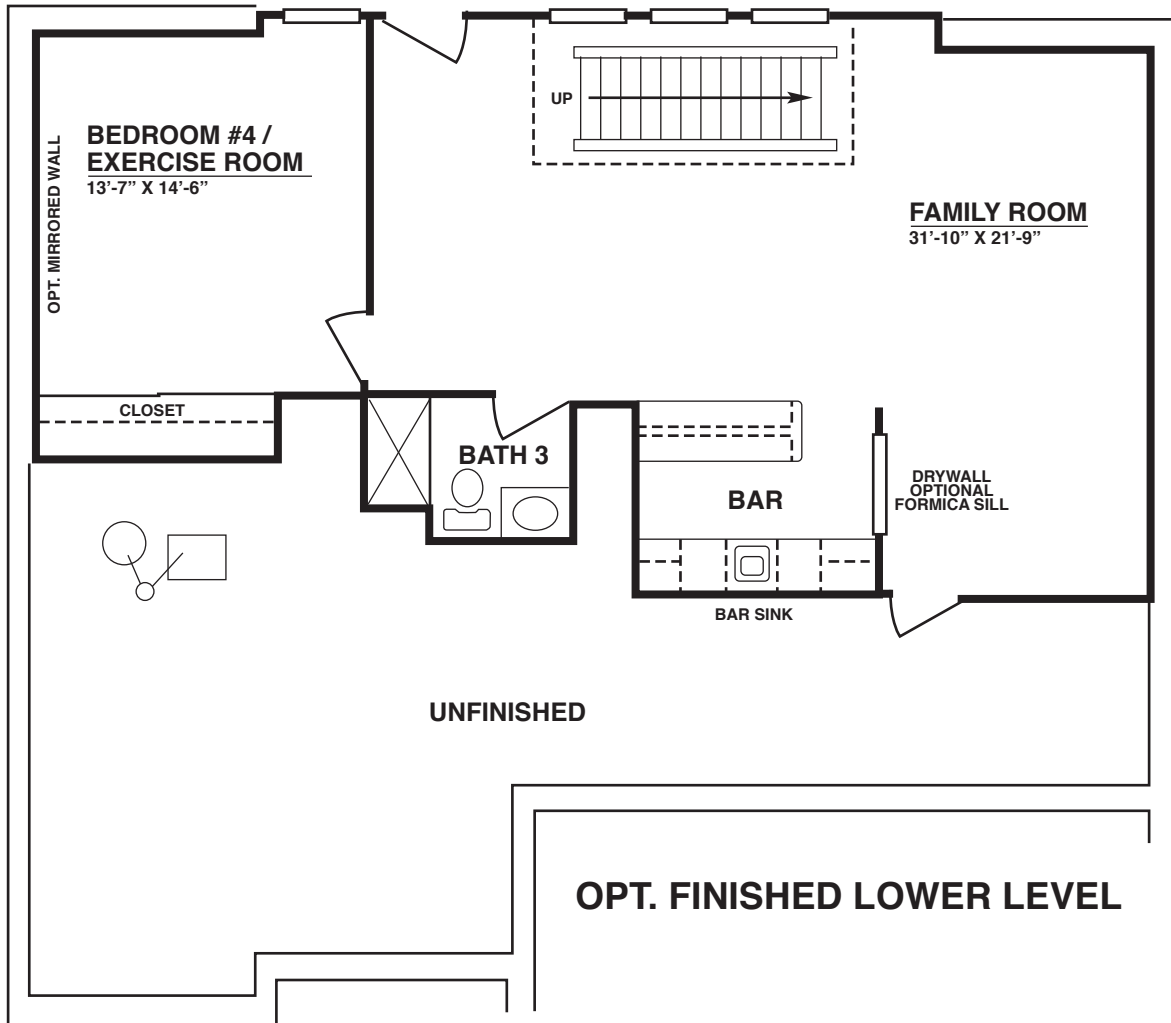 UP
BEDROOM #4 /
EXERCISE ROOM
13’-7” X 14’-6”
OPT. MIRRORED WALL
FAMILY ROOM
31’-10” X 21’-9”
CLOSET
BATH 3
BAR
DRYWALL
OPTIONAL
FORMICA SILL
BAR SINK
UNFINISHED
OPT. FINISHED LOWER LEVEL